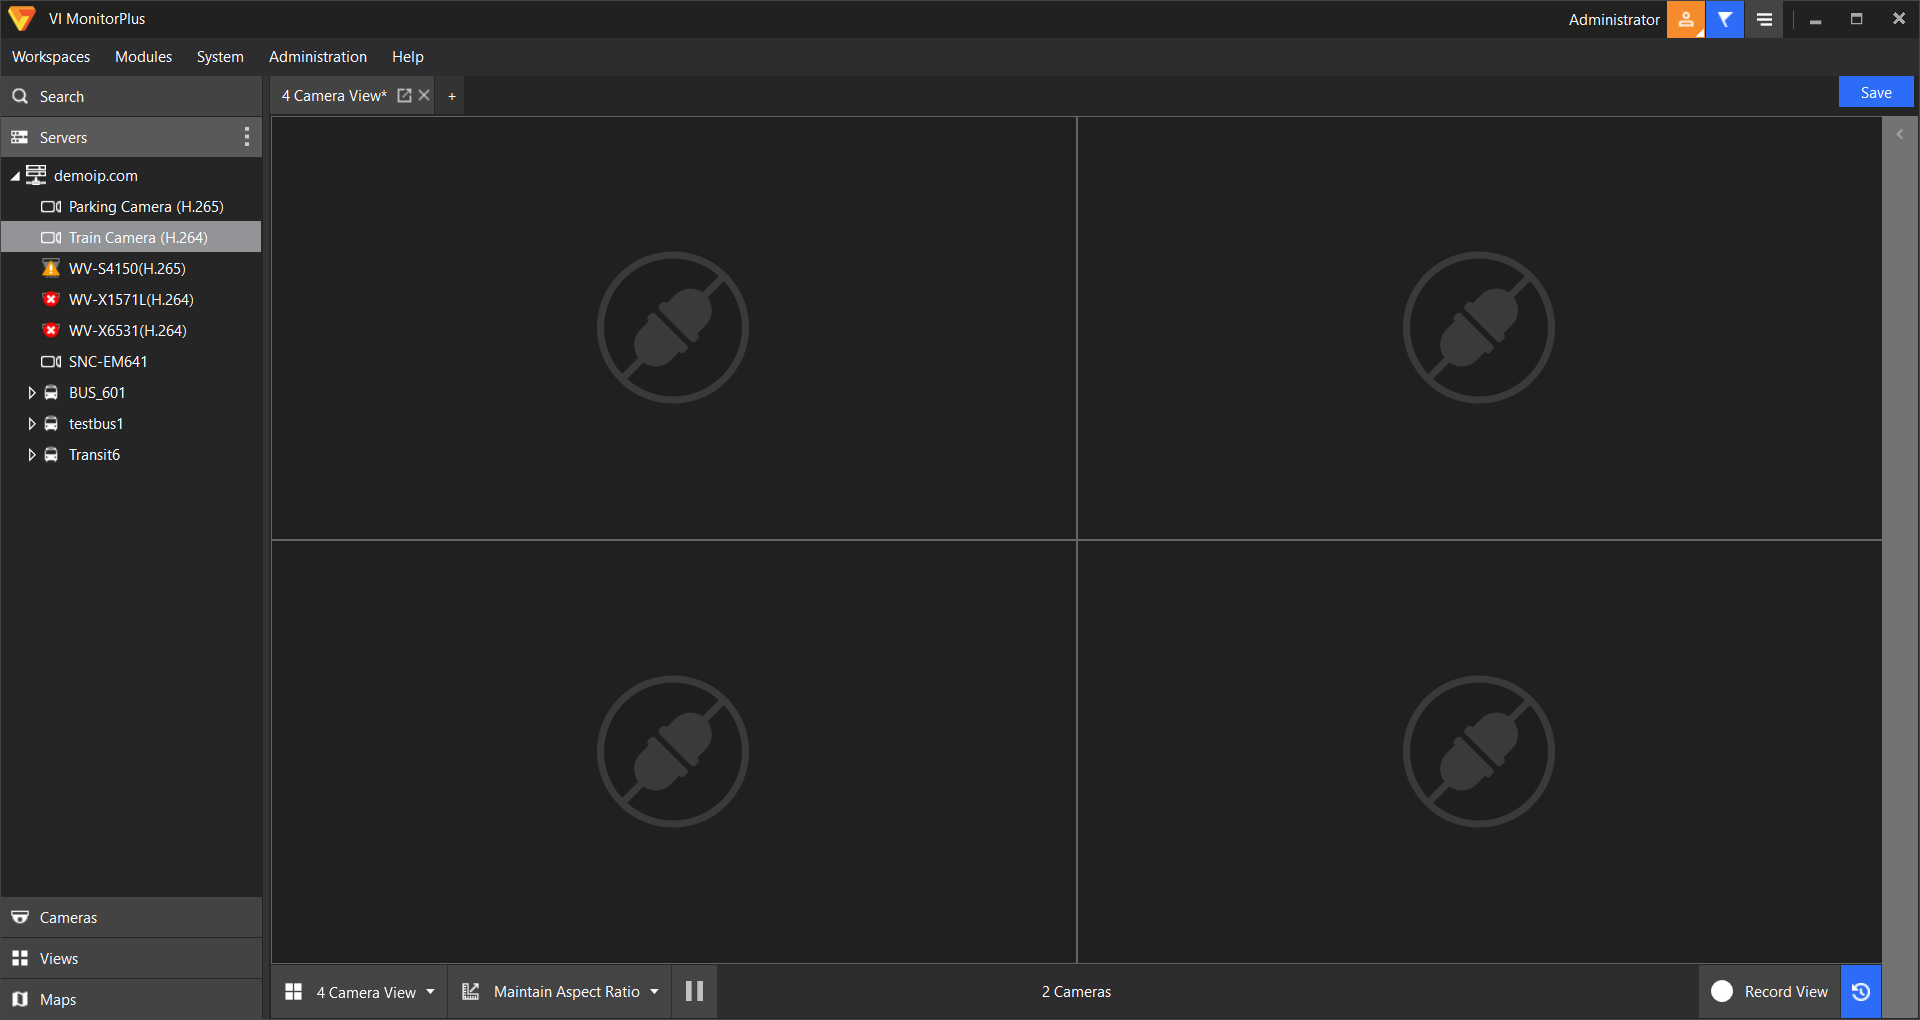 VI MonitorPlus
Administrator
Workspaces Modules System Administration Help
Search
4 Camera View* +
Save
Servers
demoip.com
Parking Camera (H.265)
Train Camera (H.264)
WV-S4150(H.265)
WV-X1571L(H.264)
WV-X6531(H.264)
SNC-EM641
BUS_601
testbus1
Transit6
Cameras
Views
Maps
4 Camera View
Maintain Aspect Ratio
2 Cameras
Record View